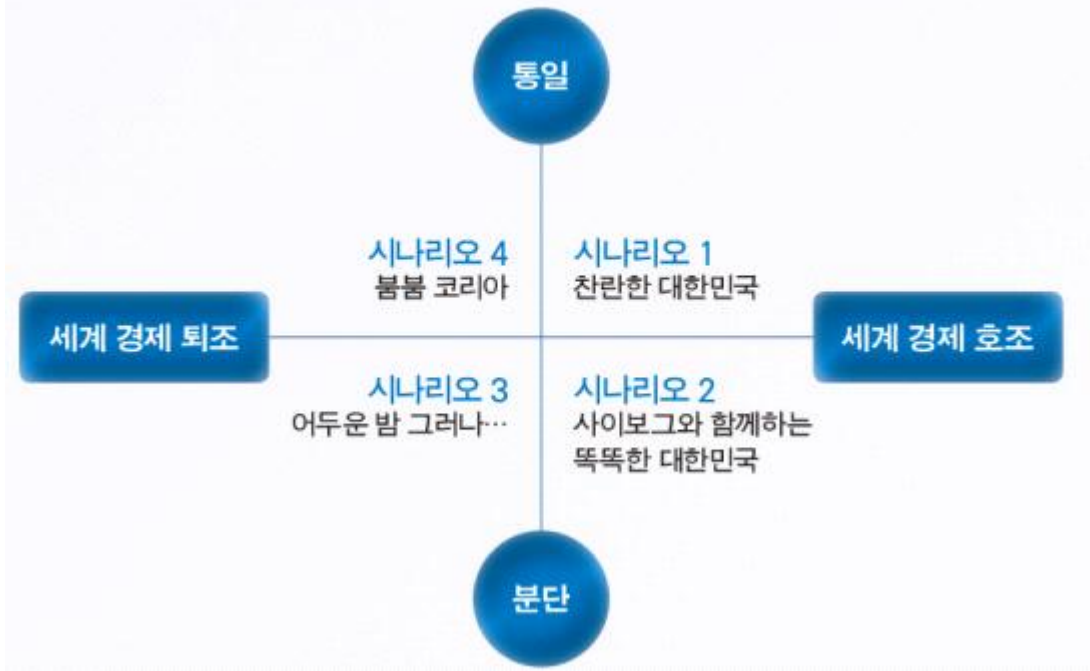 통일
시나리오 4
붐붐 코리아
시나리오 1
찬란한 대한민국
세계 경제 퇴조
세계 경제 호조
시나리오 3
어두운 밤 그러나…
시나리오 2
사이보그와 함께하는
똑똑한 대한민국
분단